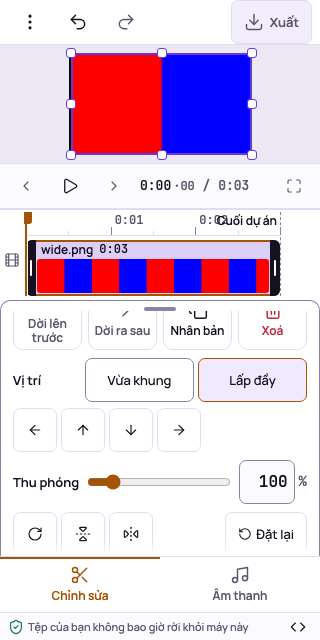 Xuất
0:00·00 / 0:03
0:01
Cuối dự án
wide.png 0:03
Dời lên trước
Dời ra sau
Nhân bản
Xoá
Vị trí
Vừa khung
Lấp đầy
Thu phóng
100 %
Đặt lại
Chỉnh sửa
Âm thanh
Tệp của bạn không bao giờ rời khỏi máy này